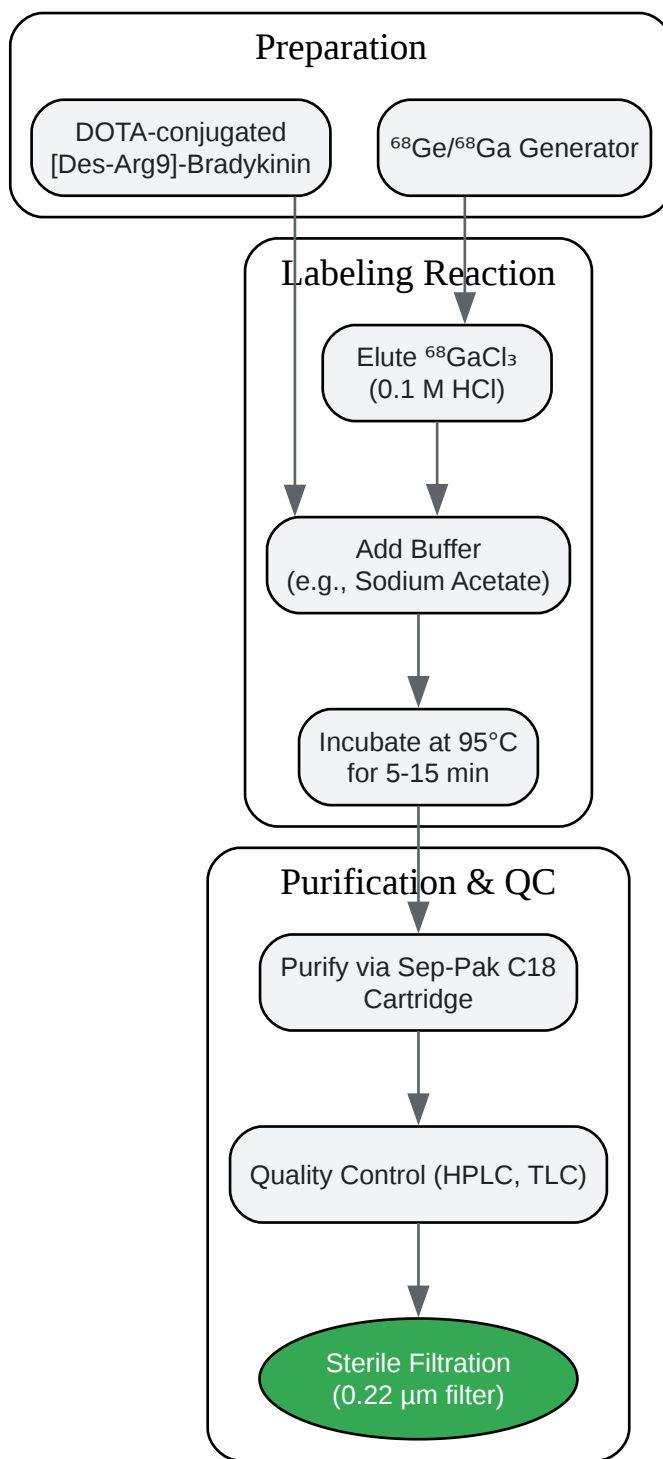 Preparation
DOTA-conjugated
[Des-Arg9]-Bradykinin
⁶⁸Ge/⁶⁸Ga Generator
Labeling Reaction
Elute ⁶⁸GaCl₃
(0.1 M HCl)
Add Buffer
(e.g., Sodium Acetate)
Incubate at 95°C
for 5-15 min
Purification & QC
Purify via Sep-Pak C18
Cartridge
Quality Control (HPLC, TLC)
Sterile Filtration
(0.22 µm filter)